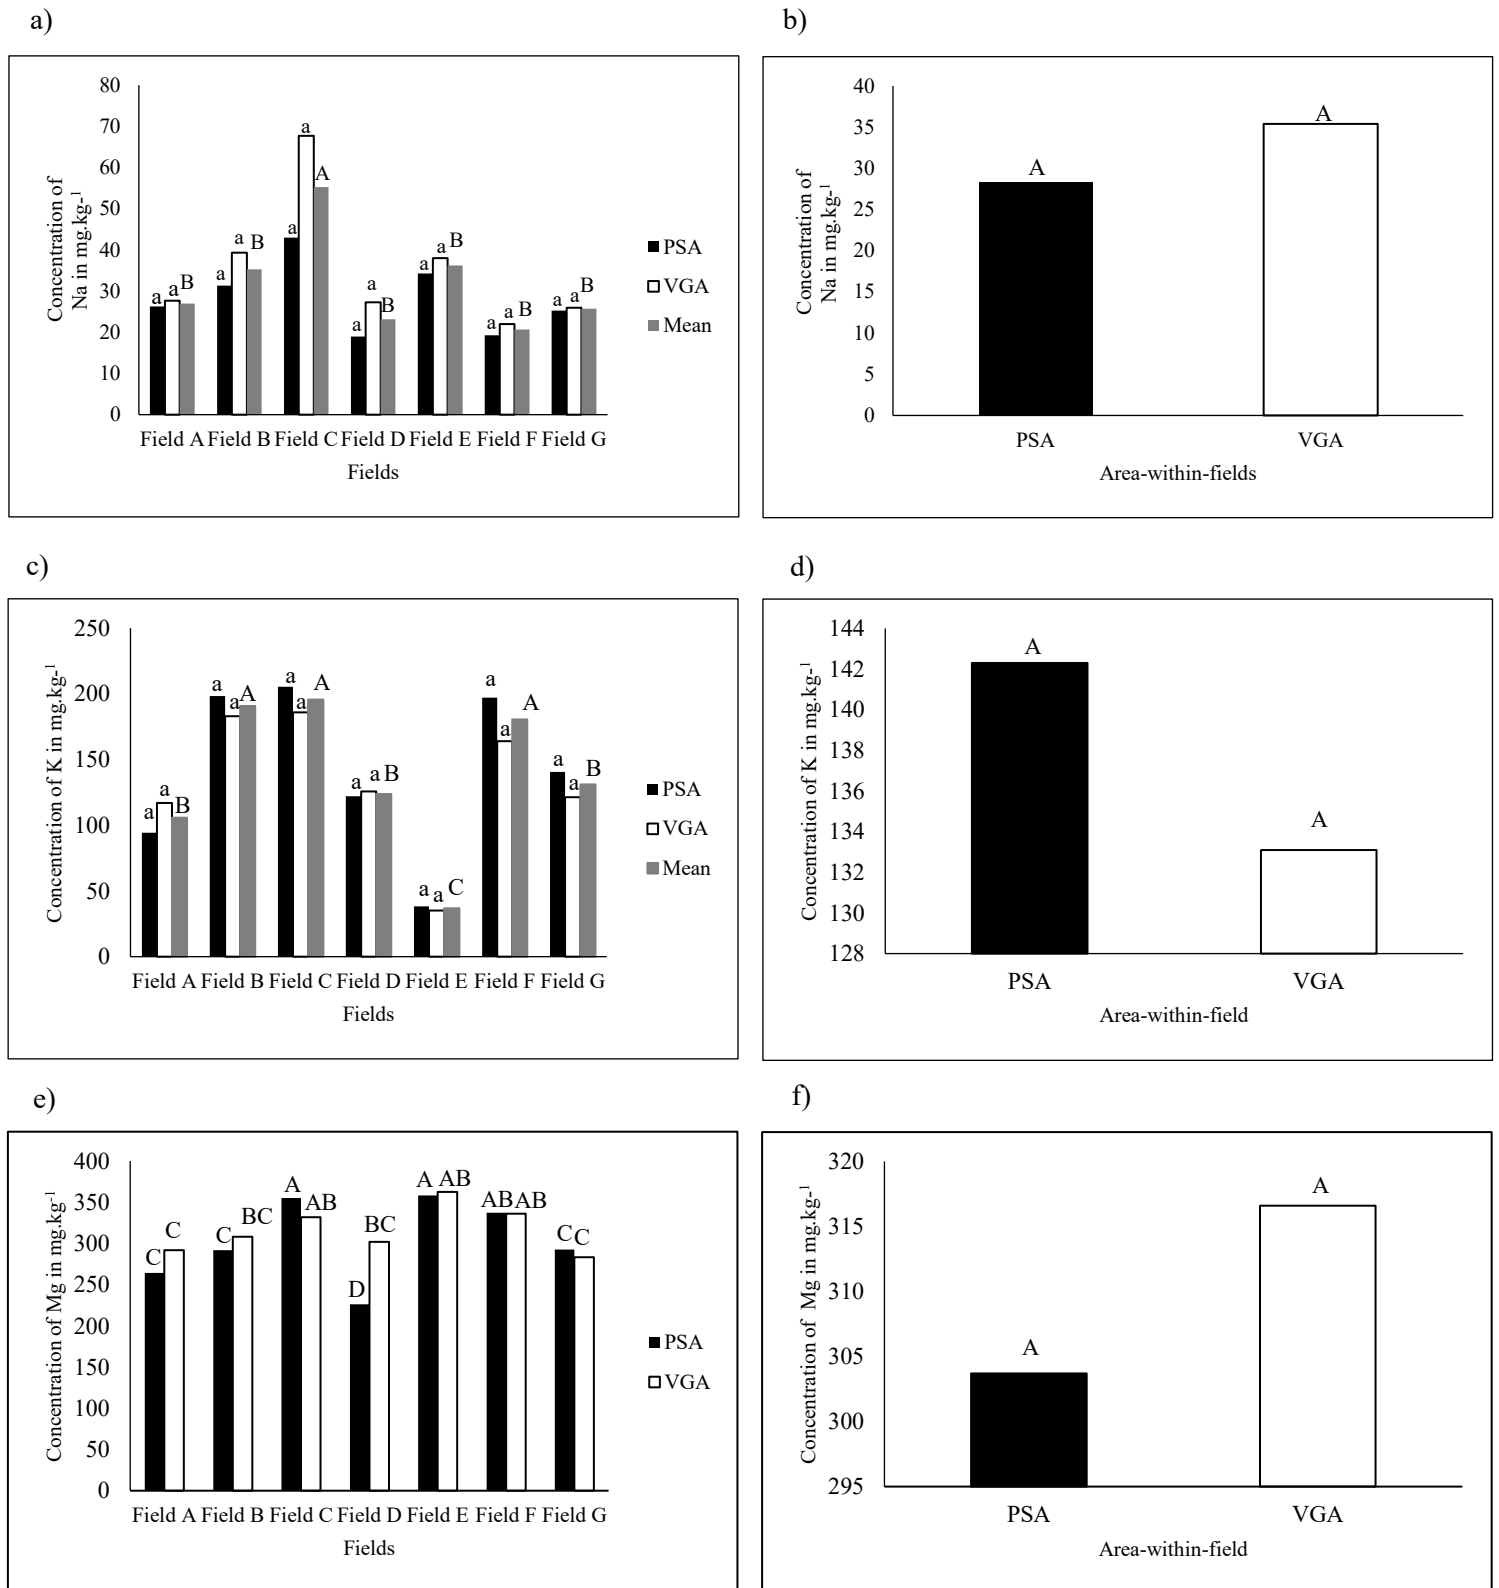 a)
80
70
60
50
40
30
20
10
0
Concentration of
Na in mg.kg-1
a a B
a a B
a a A
a a B
a a B
a a B
a a B
Field A Field B Field C Field D Field E Field F Field G
Fields
PSA
VGA
Mean
b)
40
35
30
25
20
15
10
5
0
Concentration of
Na in mg.kg-1
A A
PSA VGA
Area-within-fields
c)
250
200
150
100
50
0
Concentration of K in mg.kg-1
a a B
a a A
a a A
a a B
a a C
a a A
a a B
Field A Field B Field C Field D Field E Field F Field G
Fields
PSA
VGA
Mean
d)
144
142
140
138
136
134
132
130
128
Concentration of K in mg.kg-1
A A
PSA VGA
Area-within-field
e)
400
350
300
250
200
150
100
50
0
Concentration of Mg in mg.kg-1
C C
C BC
A AB
D BC
A AB
AB AB
C C
Field A Field B Field C Field D Field E Field F Field G
Fields
PSA
VGA
f)
320
315
310
305
300
295
Concentration of Mg in mg.kg-1
A A
PSA VGA
Area-within-field